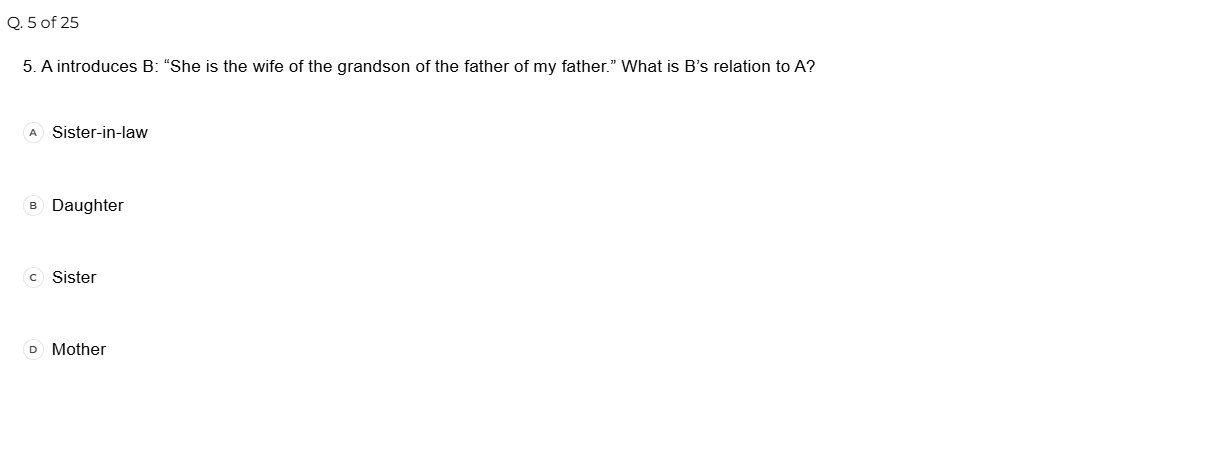 Q. 5 of 25
5. A introduces B: “She is the wife of the grandson of the father of my father.” What is B’s relation to A?
A Sister-in-law
B Daughter
C Sister
D Mother